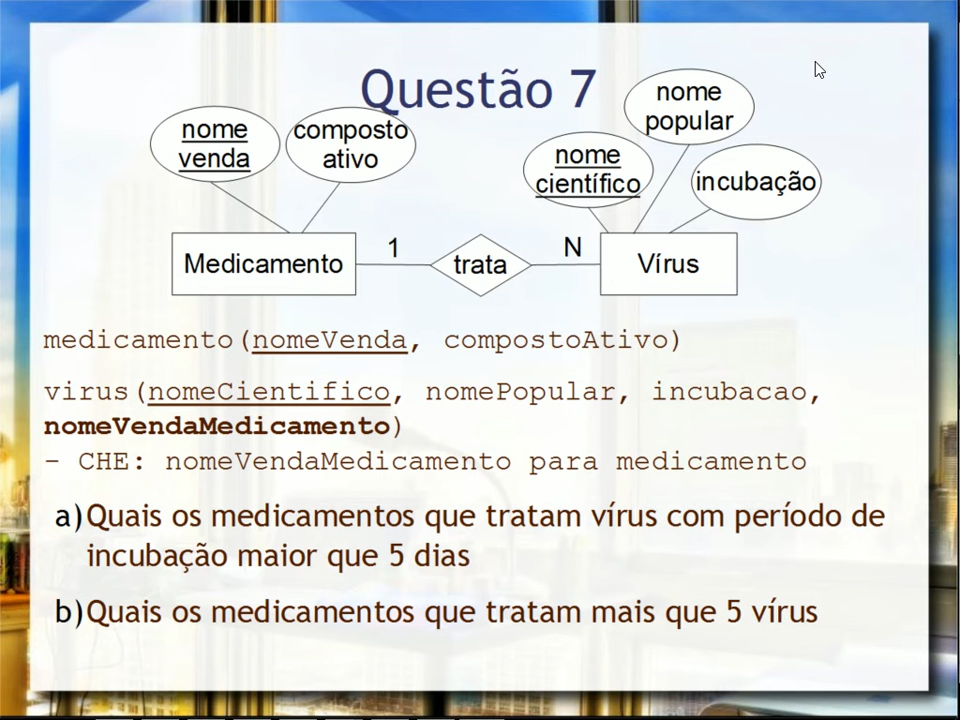 Questão 7
nome
venda
composto
ativo
nome
científico
nome
popular
incubação
Medicamento
1
trata
N
Vírus
medicamento(nomeVenda, compostoAtivo)
virus(nomeCientifico, nomePopular, incubacao,
nomeVendaMedicamento)
- CHE: nomeVendaMedicamento para medicamento
a)Quais os medicamentos que tratam vírus com período de
incubação maior que 5 dias
b)Quais os medicamentos que tratam mais que 5 vírus